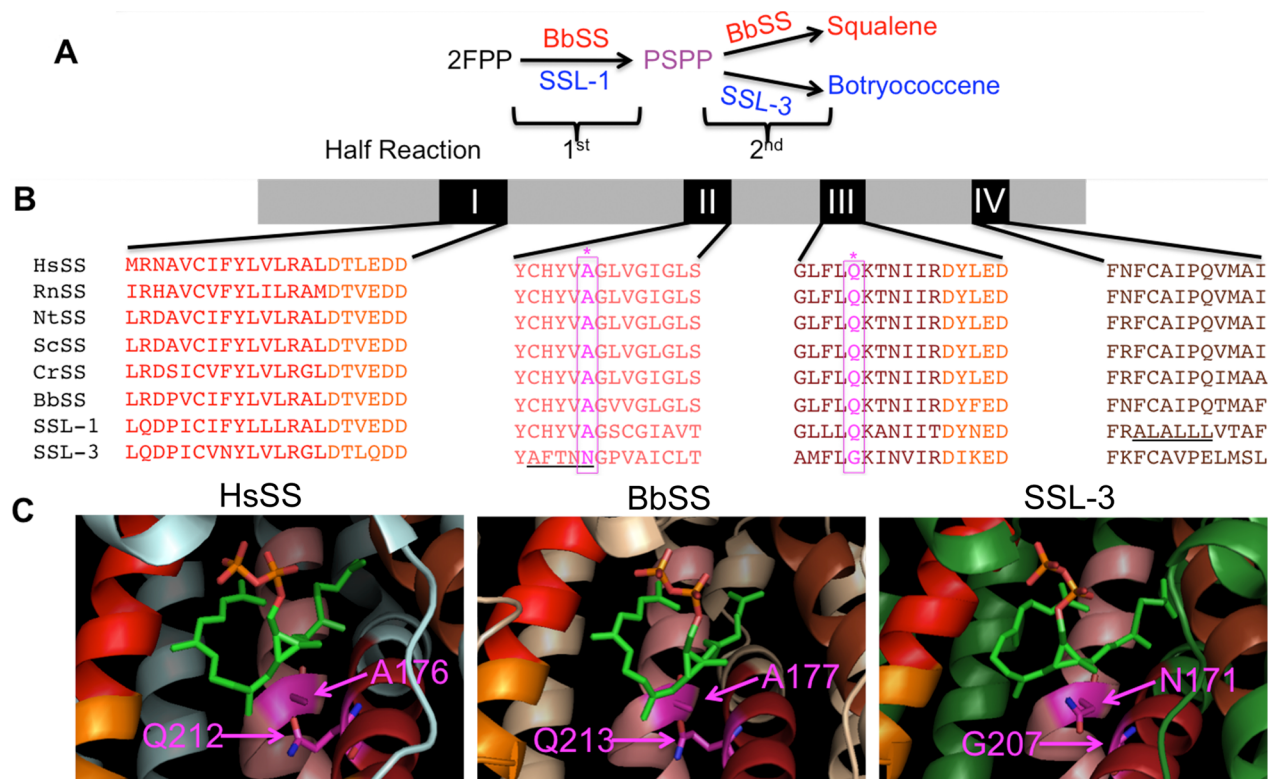 A
2FPP BbSS SSL-1 PSPP BbSS Squalene
SSL-3 Botryococcene
Half Reaction 1st 2nd
B
I II III IV
* *
HsSS MRNAVCIFYLVLRALDTLEDD YCHYVAGLVGIGLS GLFLQKTNIIRDYLED FNFCAIPQVMAI
RnSS IRHAVCVFYLILRAMDTVEDD YCHYVAGLVGIGLS GLFLQKTNIIRDYLED FNFCAIPQVMAI
NtSS LRDAVCIFYLVLRALDTVEDD YCHYVAGLVGLGLS GLFLQKTNIIRDYLED FRFCAIPQVMAI
ScSS LRDAVCIFYLVLRALDTVEDD YCHYVAGLVGLGLS GLFLQKTNIIRDYLED FRFCAIPQVMAI
CrSS LRDSICVFYLVLRGLDTVEDD YCHYVAGLVGIGLS GLFLQKTNIIRDYLED FRFCAIPQIMAA
BbSS LRDPVCIFYLVLRALDTVEDD YCHYVAGVVGLGLS GLFLQKTNIIRDYFED FNFCAIPQTMAF
SSL-1 LQDPICIFYLLLRALDTVEDD YCHYVAGSCGIAVT GLLLQKANIITDYNED FRALALLLVTAF
SSL-3 LQDPICVNYLVLRGLDTLQDD YAFTNNGPVAICLT AMFLGKINVIRDIKED FKFCAVPELMSL
C
HsSS BbSS SSL-3
A176 A177 N171
Q212 Q213 G207